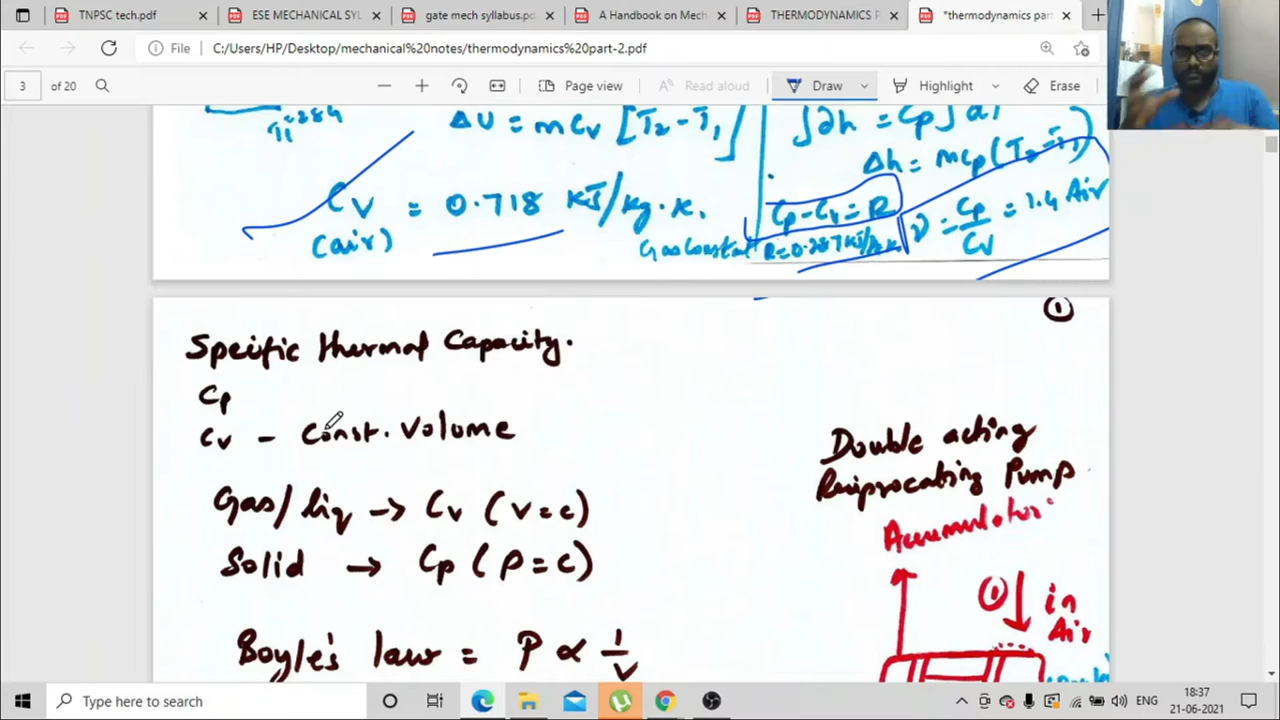 TNPSC tech.pdf
ESE MECHANICAL SYL
gate mech syllabus.pd
A Handbook on Mech
THERMODYNAMICS P
*thermodynamics par
File C:/Users/HP/Desktop/mechanical%20notes/thermodynamics%20part-2.pdf
3 of 20 Page view Read aloud Draw Highlight Erase
ΔU = mCv [T2-T1]
Δh = mCp(T2-T1)
Cv = 0.718 kJ/kg.k.
(air)
Cp-Cv=R
Gas Constant R=0.287 kJ/kg.k
γ = Cp/Cv = 1.4 Air
1
Specific thermal Capacity.
Cp
Cv - Const. Volume
Gas/liq -> Cv (v=c)
Solid -> Cp (P=c)
Boyle's law = P ∝ 1/v
Double acting
Reciprocating Pump
Accumulator
1 in
Air
Type here to search
ENG
18:37
21-06-2021